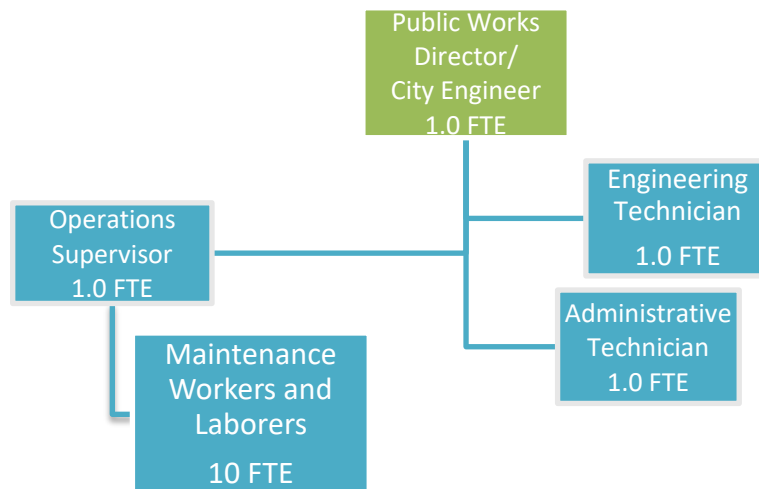 Public Works
Director/
City Engineer
1.0 FTE
Engineering
Technician
1.0 FTE
Operations
Supervisor
1.0 FTE
Administrative
Technician
1.0 FTE
Maintenance
Workers and
Laborers
10 FTE